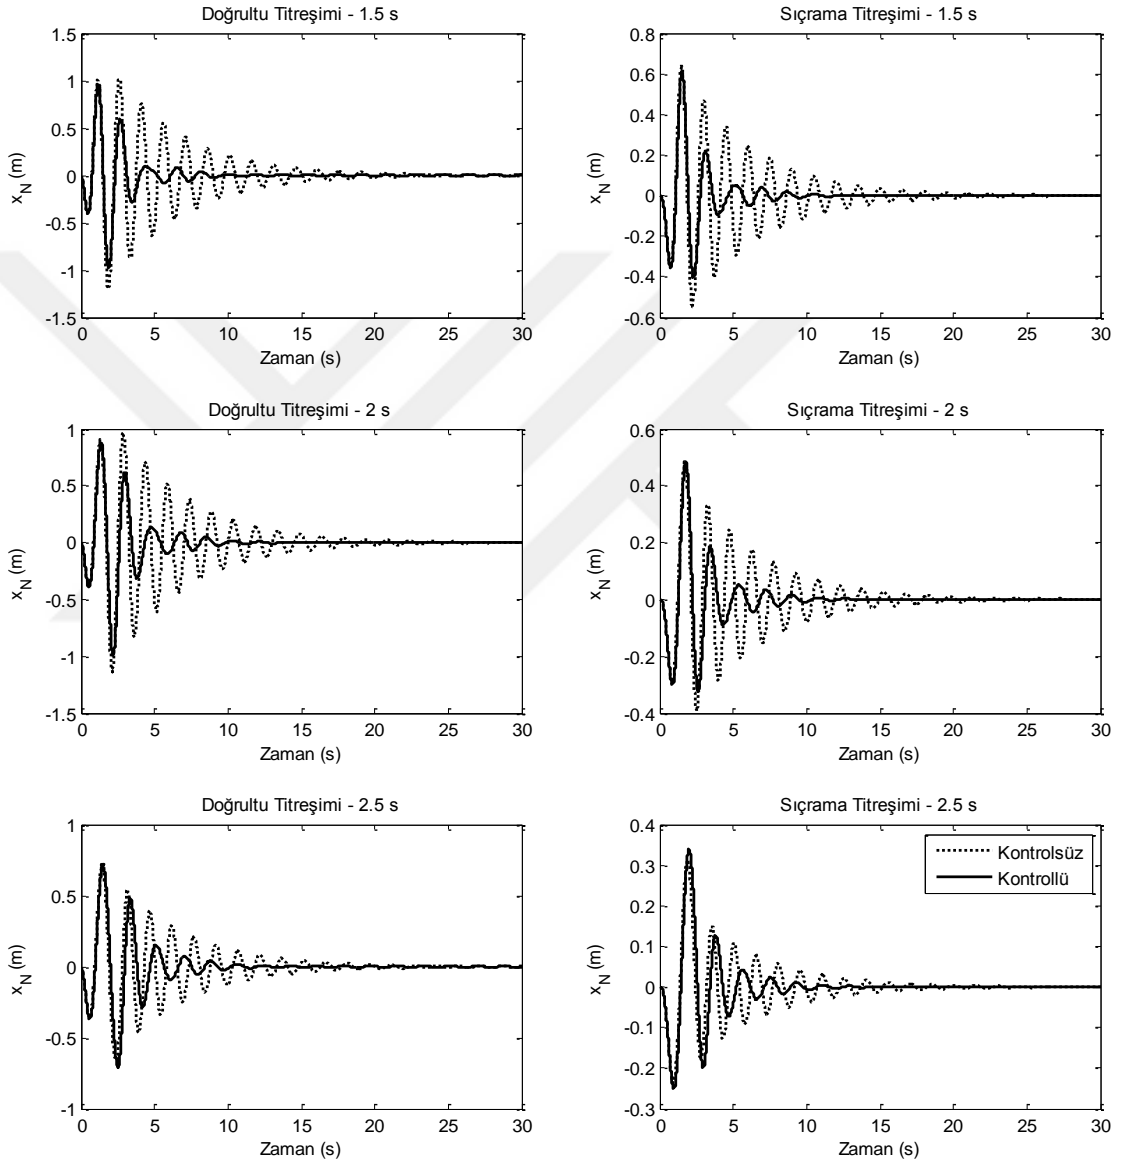 Doğrultu Titreşimi - 1.5 s
1.5
1
0.5
0
-0.5
-1
-1.5
x_N (m)
0 5 10 15 20 25 30
Zaman (s)
Sıçrama Titreşimi - 1.5 s
0.8
0.6
0.4
0.2
0
-0.2
-0.4
-0.6
x_N (m)
0 5 10 15 20 25 30
Zaman (s)
Doğrultu Titreşimi - 2 s
1
0.5
0
-0.5
-1
-1.5
x_N (m)
0 5 10 15 20 25 30
Zaman (s)
Sıçrama Titreşimi - 2 s
0.6
0.4
0.2
0
-0.2
-0.4
x_N (m)
0 5 10 15 20 25 30
Zaman (s)
Doğrultu Titreşimi - 2.5 s
1
0.5
0
-0.5
-1
x_N (m)
0 5 10 15 20 25 30
Zaman (s)
Sıçrama Titreşimi - 2.5 s
0.4
0.3
0.2
0.1
0
-0.1
-0.2
-0.3
x_N (m)
0 5 10 15 20 25 30
Zaman (s)
Kontrolsüz
Kontrollü